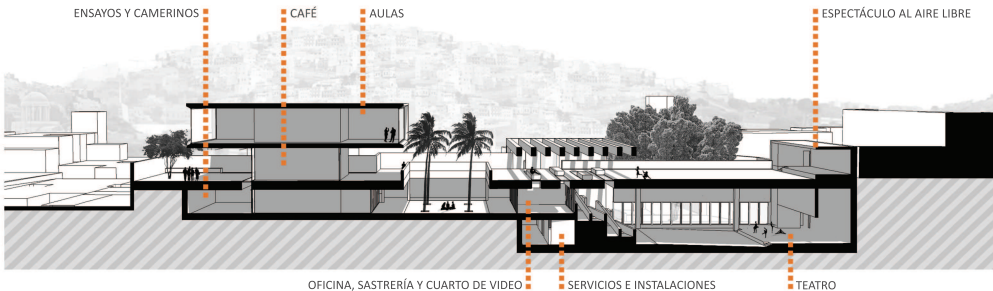 ENSAYOS Y CAMERINOS
CAFÉ
AULAS
ESPECTÁCULO AL AIRE LIBRE
OFICINA, SASTRERÍA Y CUARTO DE VIDEO
SERVICIOS E INSTALACIONES
TEATRO